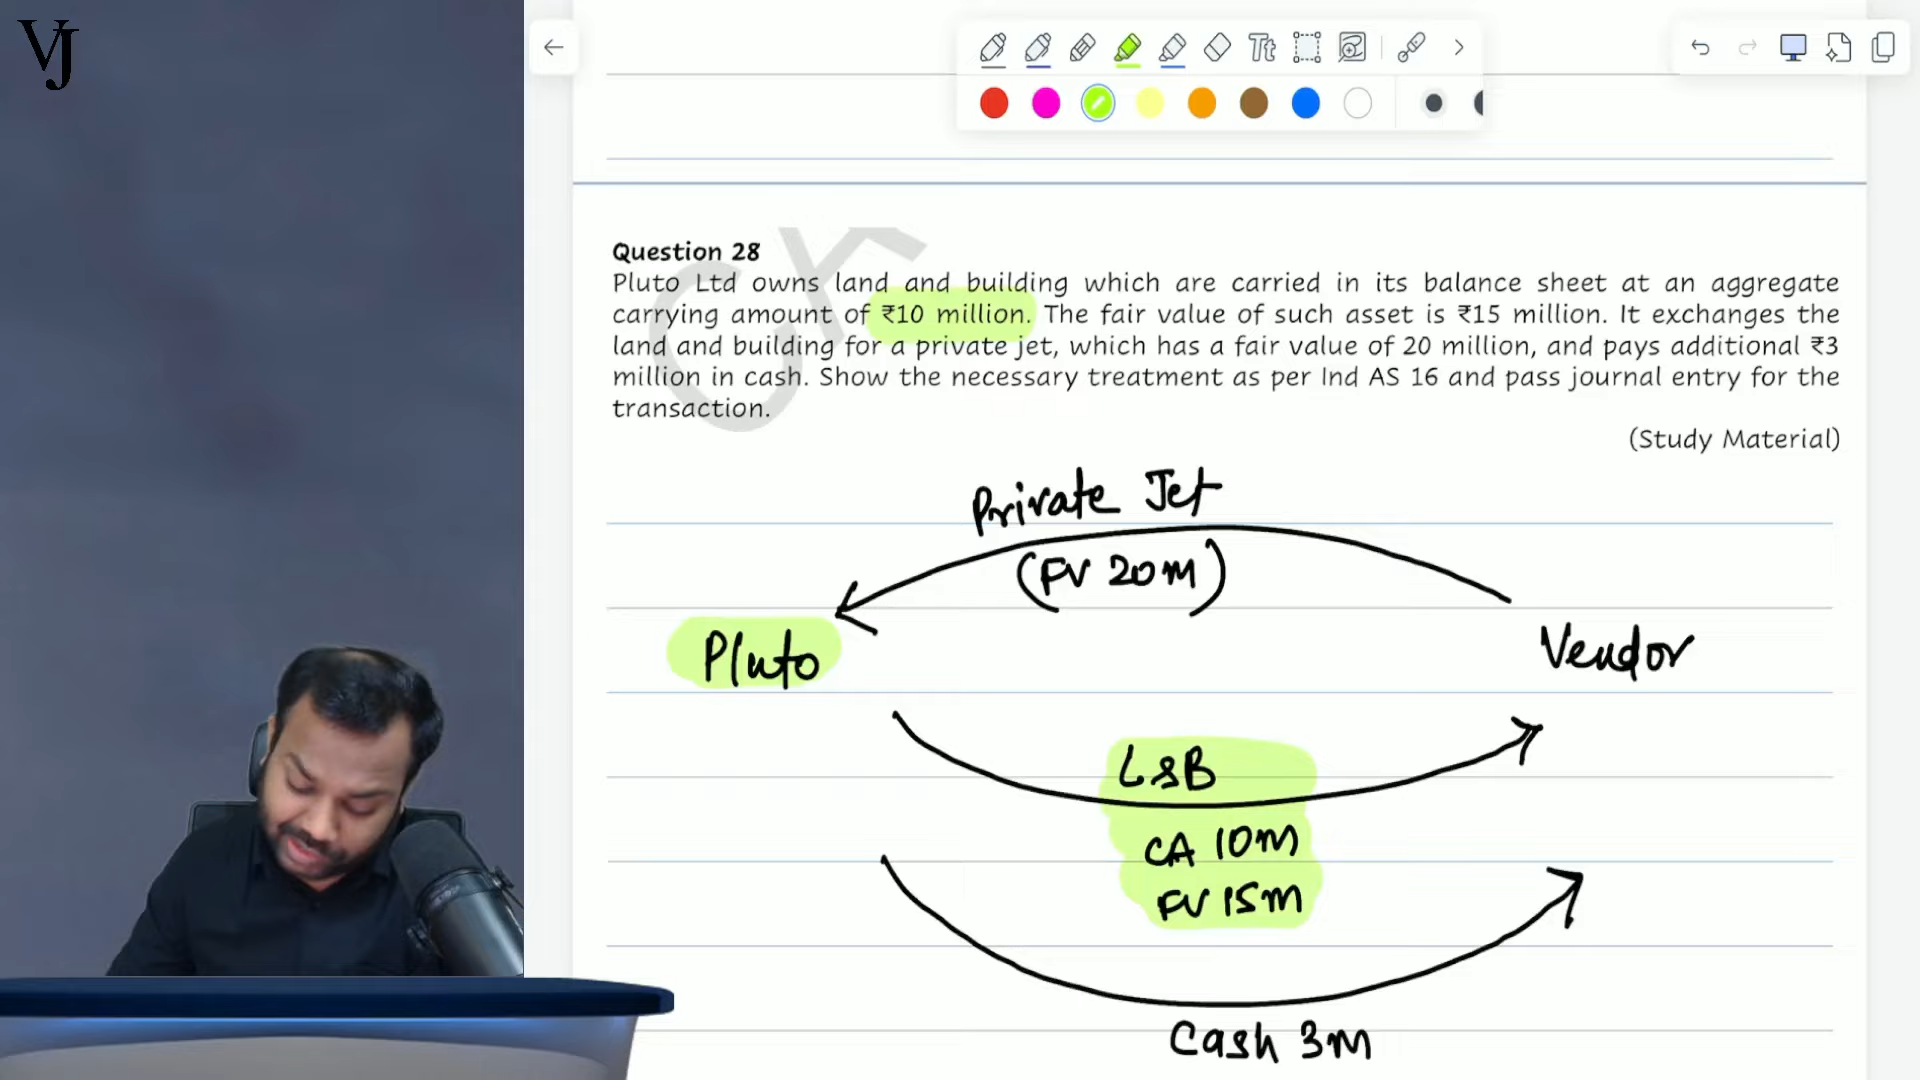 VJ
Tt
Question 28
Pluto Ltd owns land and building which are carried in its balance sheet at an aggregate
carrying amount of ₹10 million. The fair value of such asset is ₹15 million. It exchanges the
land and building for a private jet, which has a fair value of 20 million, and pays additional ₹3
million in cash. Show the necessary treatment as per Ind AS 16 and pass journal entry for the
transaction.
(Study Material)
Private Jet
(FV 20M)
Pluto
Vendor
L&B
CA 10M
FV 15M
Cash 3M